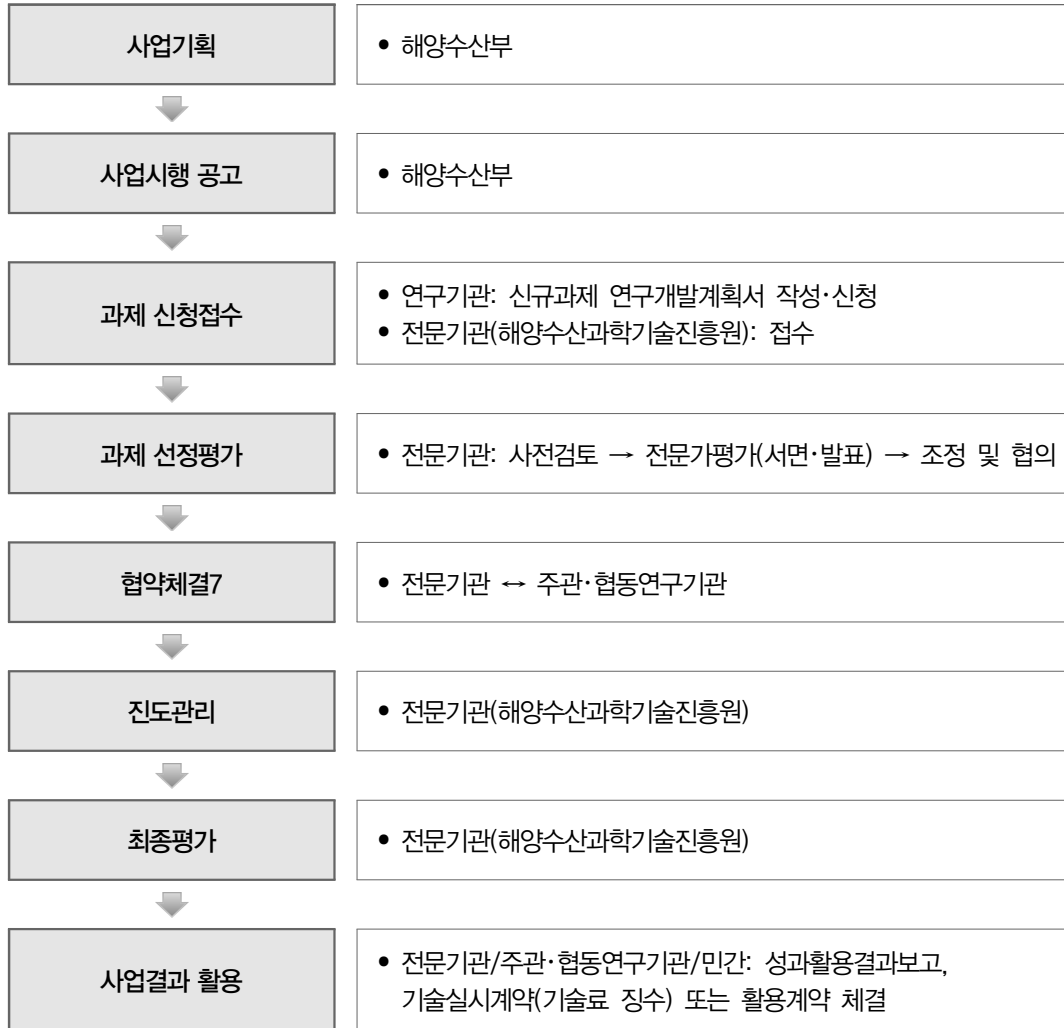 사업기획
• 해양수산부
사업시행 공고
• 해양수산부
과제 신청접수
• 연구기관: 신규과제 연구개발계획서 작성·신청
• 전문기관(해양수산과학기술진흥원): 접수
과제 선정평가
• 전문기관: 사전검토 → 전문가평가(서면·발표) → 조정 및 협의
협약체결7
• 전문기관 ↔ 주관·협동연구기관
진도관리
• 전문기관(해양수산과학기술진흥원)
최종평가
• 전문기관(해양수산과학기술진흥원)
사업결과 활용
• 전문기관/주관·협동연구기관/민간: 성과활용결과보고,
기술실시계약(기술료 징수) 또는 활용계약 체결